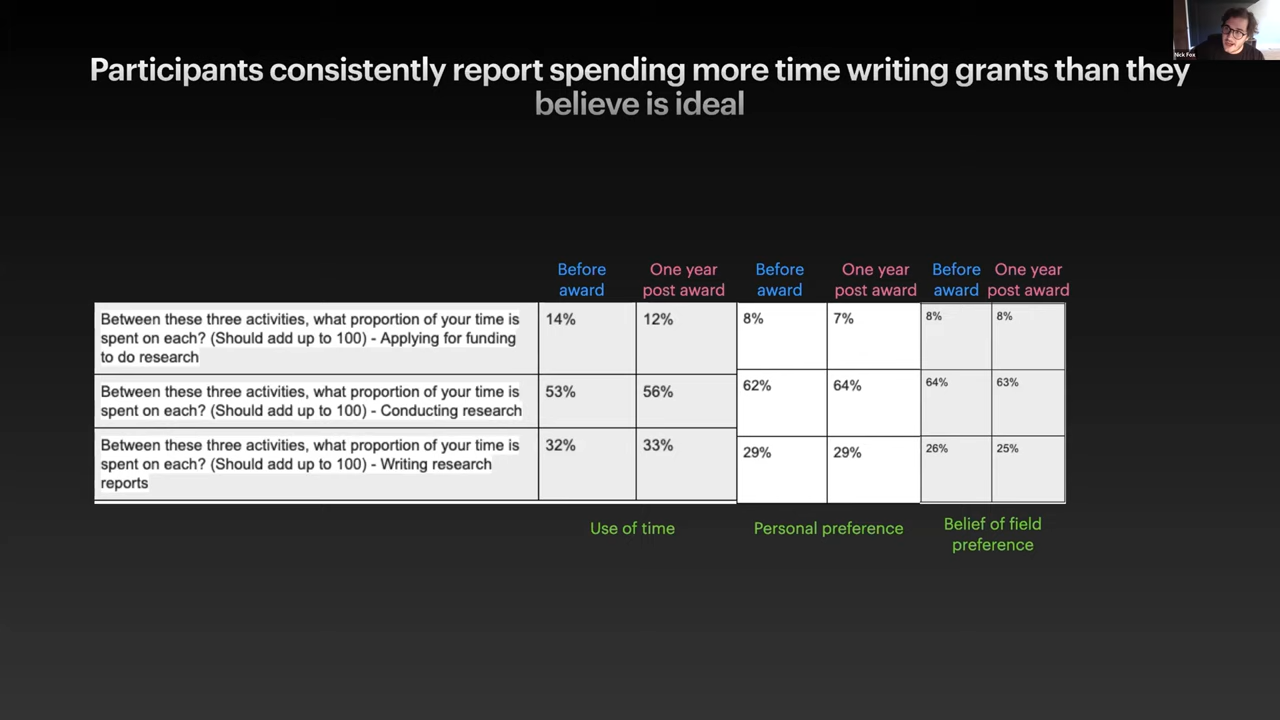 Nick Fox
Participants consistently report spending more time writing grants than they
believe is ideal
Before award
One year post award
Before award
One year post award
Before award
One year post award
Between these three activities, what proportion of your time is
spent on each? (Should add up to 100) - Applying for funding
to do research
14%
12%
8%
7%
8%
8%
Between these three activities, what proportion of your time is
spent on each? (Should add up to 100) - Conducting research
53%
56%
62%
64%
64%
63%
Between these three activities, what proportion of your time is
spent on each? (Should add up to 100) - Writing research
reports
32%
33%
29%
29%
26%
25%
Use of time
Personal preference
Belief of field
preference